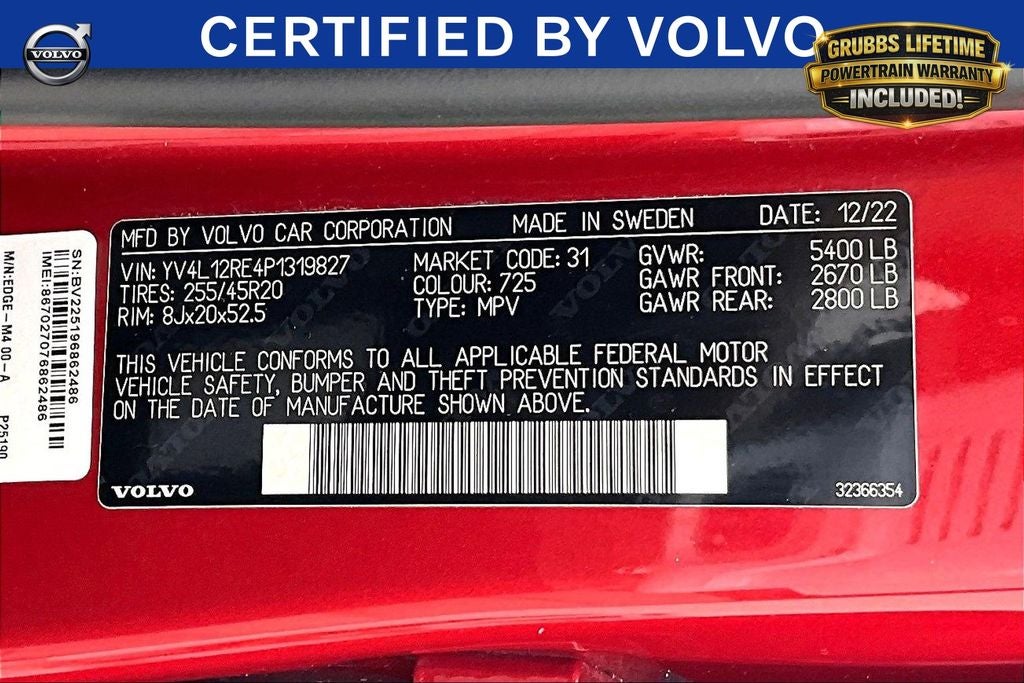 VOLVO
CERTIFIED BY VOLVO
GRUBBS LIFETIME
POWERTRAIN WARRANTY
INCLUDED!
MFD BY VOLVO CAR CORPORATION MADE IN SWEDEN DATE: 12/22
VIN: YV4L12RE4P1319827 MARKET CODE: 31 GVWR: 5400 LB
TIRES: 255/45R20 COLOUR: 725 GAWR FRONT: 2670 LB
RIM: 8Jx20x52.5 TYPE: MPV GAWR REAR: 2800 LB
THIS VEHICLE CONFORMS TO ALL APPLICABLE FEDERAL MOTOR
VEHICLE SAFETY, BUMPER AND THEFT PREVENTION STANDARDS IN EFFECT
ON THE DATE OF MANUFACTURE SHOWN ABOVE.
VOLVO 32366354
SN:BV225196862486
IMEI:867027076862486
M/N:EDGE-M4 00-A P25190